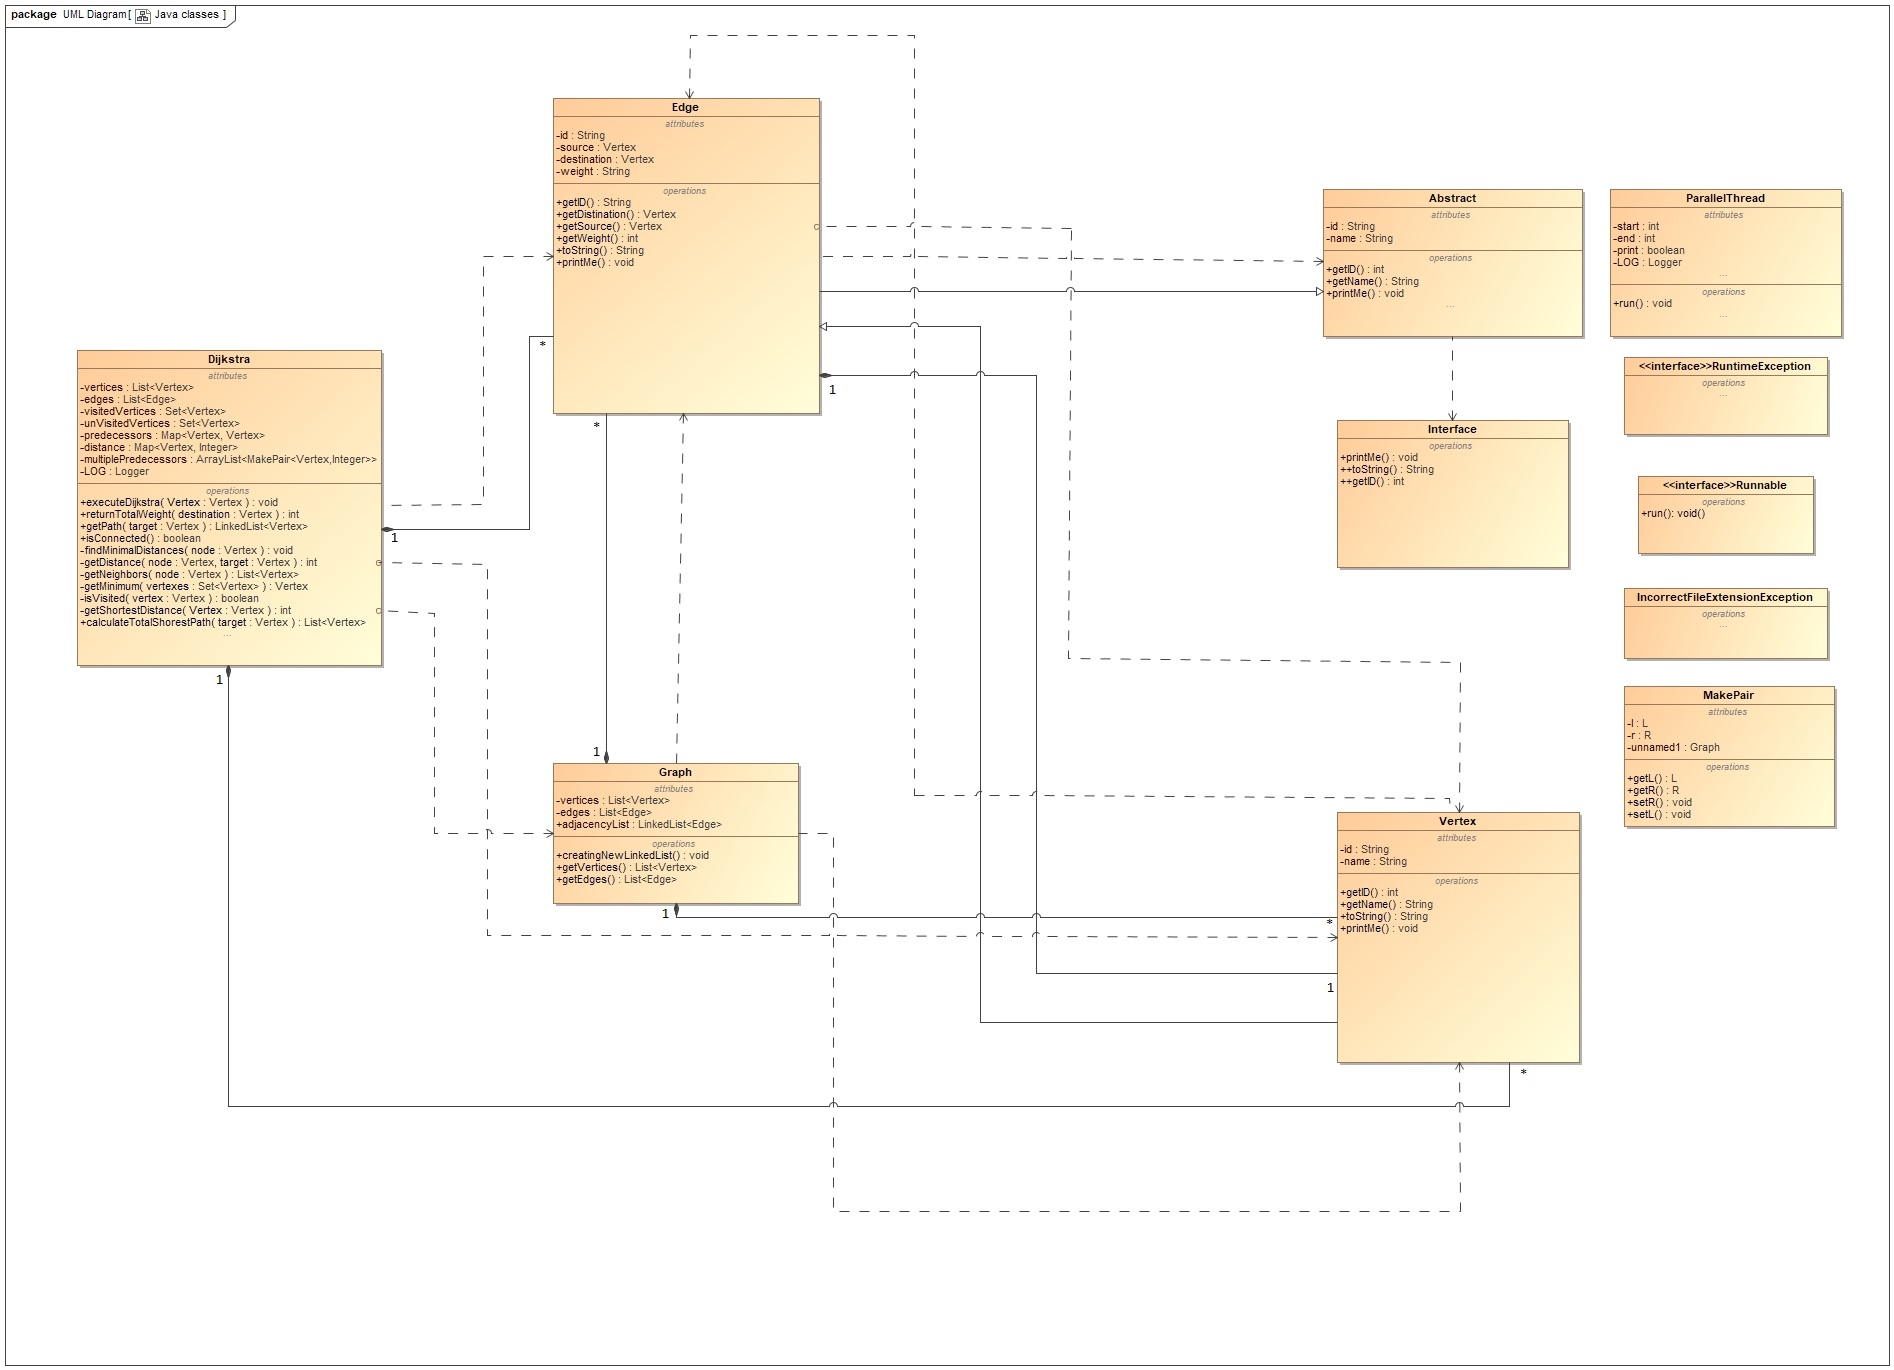 package UML Diagram[ Java classes ]
Edge
attributes
-id : String
-source : Vertex
-destination : Vertex
-weight : String
operations
+getID() : String
+getDistination() : Vertex
+getSource() : Vertex
+getWeight() : int
+toString() : String
+printMe() : void
*
*
1
Abstract
attributes
-id : String
-name : String
operations
+getID() : int
+getName() : String
+printMe() : void
...
ParallelThread
attributes
-start : int
-end : int
-print : boolean
-LOG : Logger
...
operations
+run() : void
...
<<interface>>RuntimeException
operations
...
Interface
operations
+printMe() : void
++toString() : String
++getID() : int
<<interface>>Runnable
operations
+run(): void()
IncorrectFileExtensionException
operations
...
MakePair
attributes
-l : L
-r : R
-unnamed1 : Graph
operations
+getL() : L
+getR() : R
+setR() : void
+setL() : void
Dijkstra
attributes
-vertices : List<Vertex>
-edges : List<Edge>
-visitedVertices : Set<Vertex>
-unVisitedVertices : Set<Vertex>
-predecessors : Map<Vertex, Vertex>
-distance : Map<Vertex, Integer>
-multiplePredecessors : ArrayList<MakePair<Vertex,Integer>>
-LOG : Logger
operations
+executeDijkstra( Vertex : Vertex ) : void
+returnTotalWeight( destination : Vertex ) : int
+getPath( target : Vertex ) : LinkedList<Vertex>
+isConnected() : boolean
-findMinimalDistances( node : Vertex ) : void
-getDistance( node : Vertex, target : Vertex ) : int
-getNeighbors( node : Vertex ) : List<Vertex>
-getMinimum( vertexes : Set<Vertex> ) : Vertex
-isVisited( vertex : Vertex ) : boolean
-getShortestDistance( Vertex : Vertex ) : int
+calculateTotalShorestPath( target : Vertex ) : List<Vertex>
...
1
1
1
Graph
attributes
-vertices : List<Vertex>
-edges : List<Edge>
+adjacencyList : LinkedList<Edge>
operations
+creatingNewLinkedList() : void
+getVertices() : List<Vertex>
+getEdges() : List<Edge>
1
Vertex
attributes
-id : String
-name : String
operations
+getID() : int
+getName() : String
+toString() : String
+printMe() : void
*
1
*